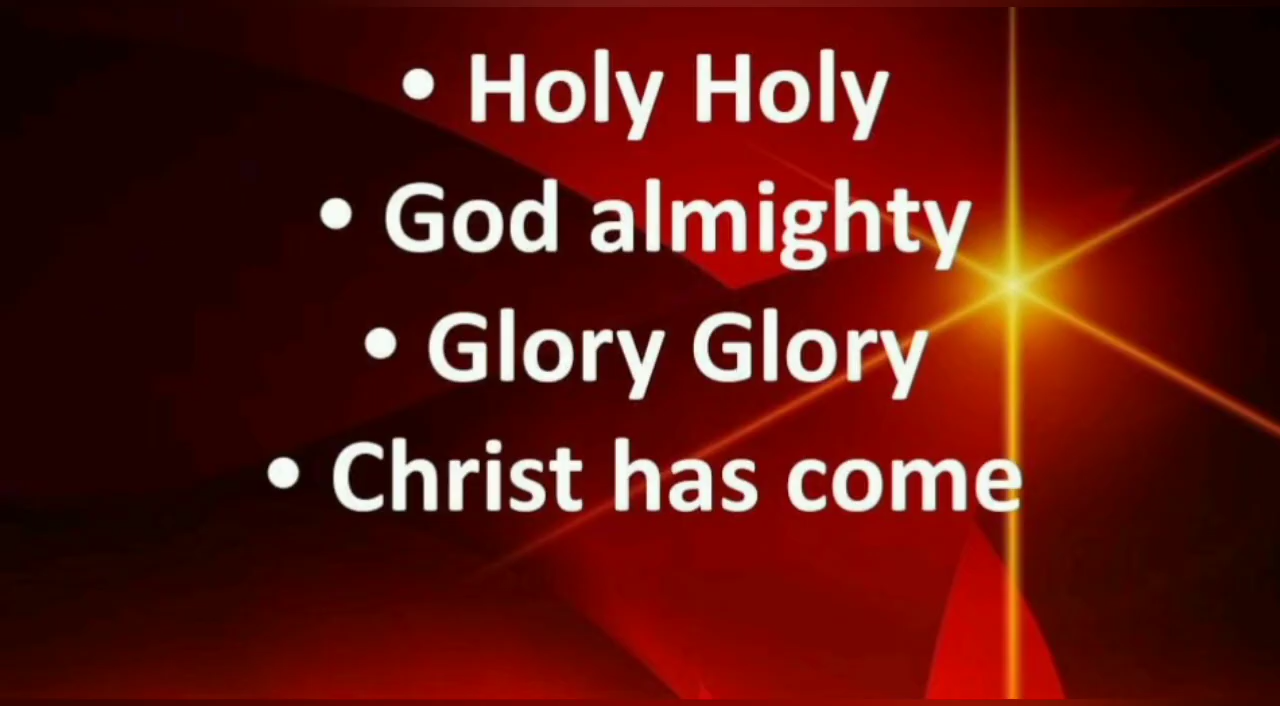 • Holy Holy
• God almighty
• Glory Glory
• Christ has come